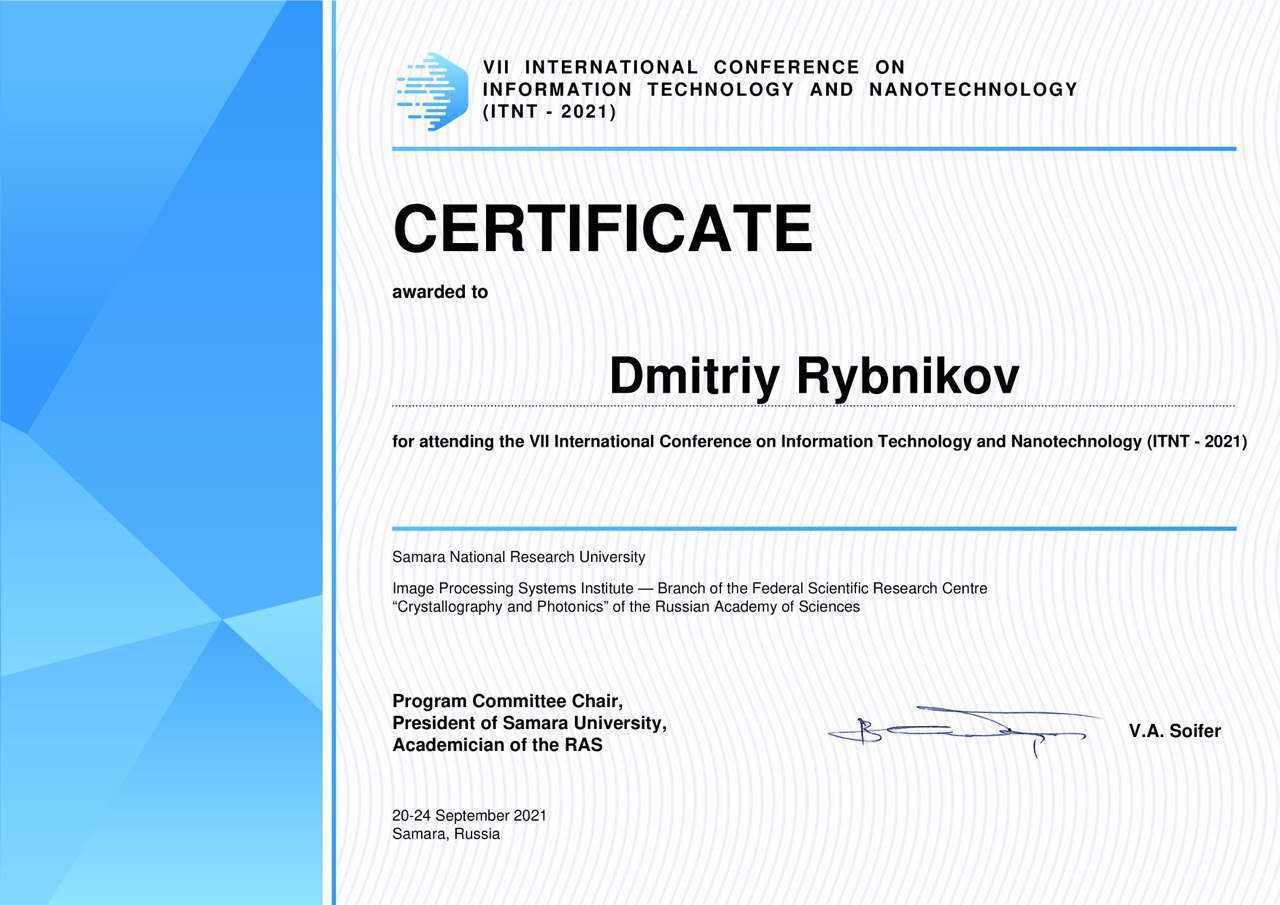 VII INTERNATIONAL CONFERENCE ON
INFORMATION TECHNOLOGY AND NANOTECHNOLOGY
(ITNT - 2021)
CERTIFICATE
awarded to
Dmitriy Rybnikov
for attending the VII International Conference on Information Technology and Nanotechnology (ITNT - 2021)
Samara National Research University
Image Processing Systems Institute — Branch of the Federal Scientific Research Centre
“Crystallography and Photonics” of the Russian Academy of Sciences
Program Committee Chair,
President of Samara University,
Academician of the RAS
V.A. Soifer
20-24 September 2021
Samara, Russia